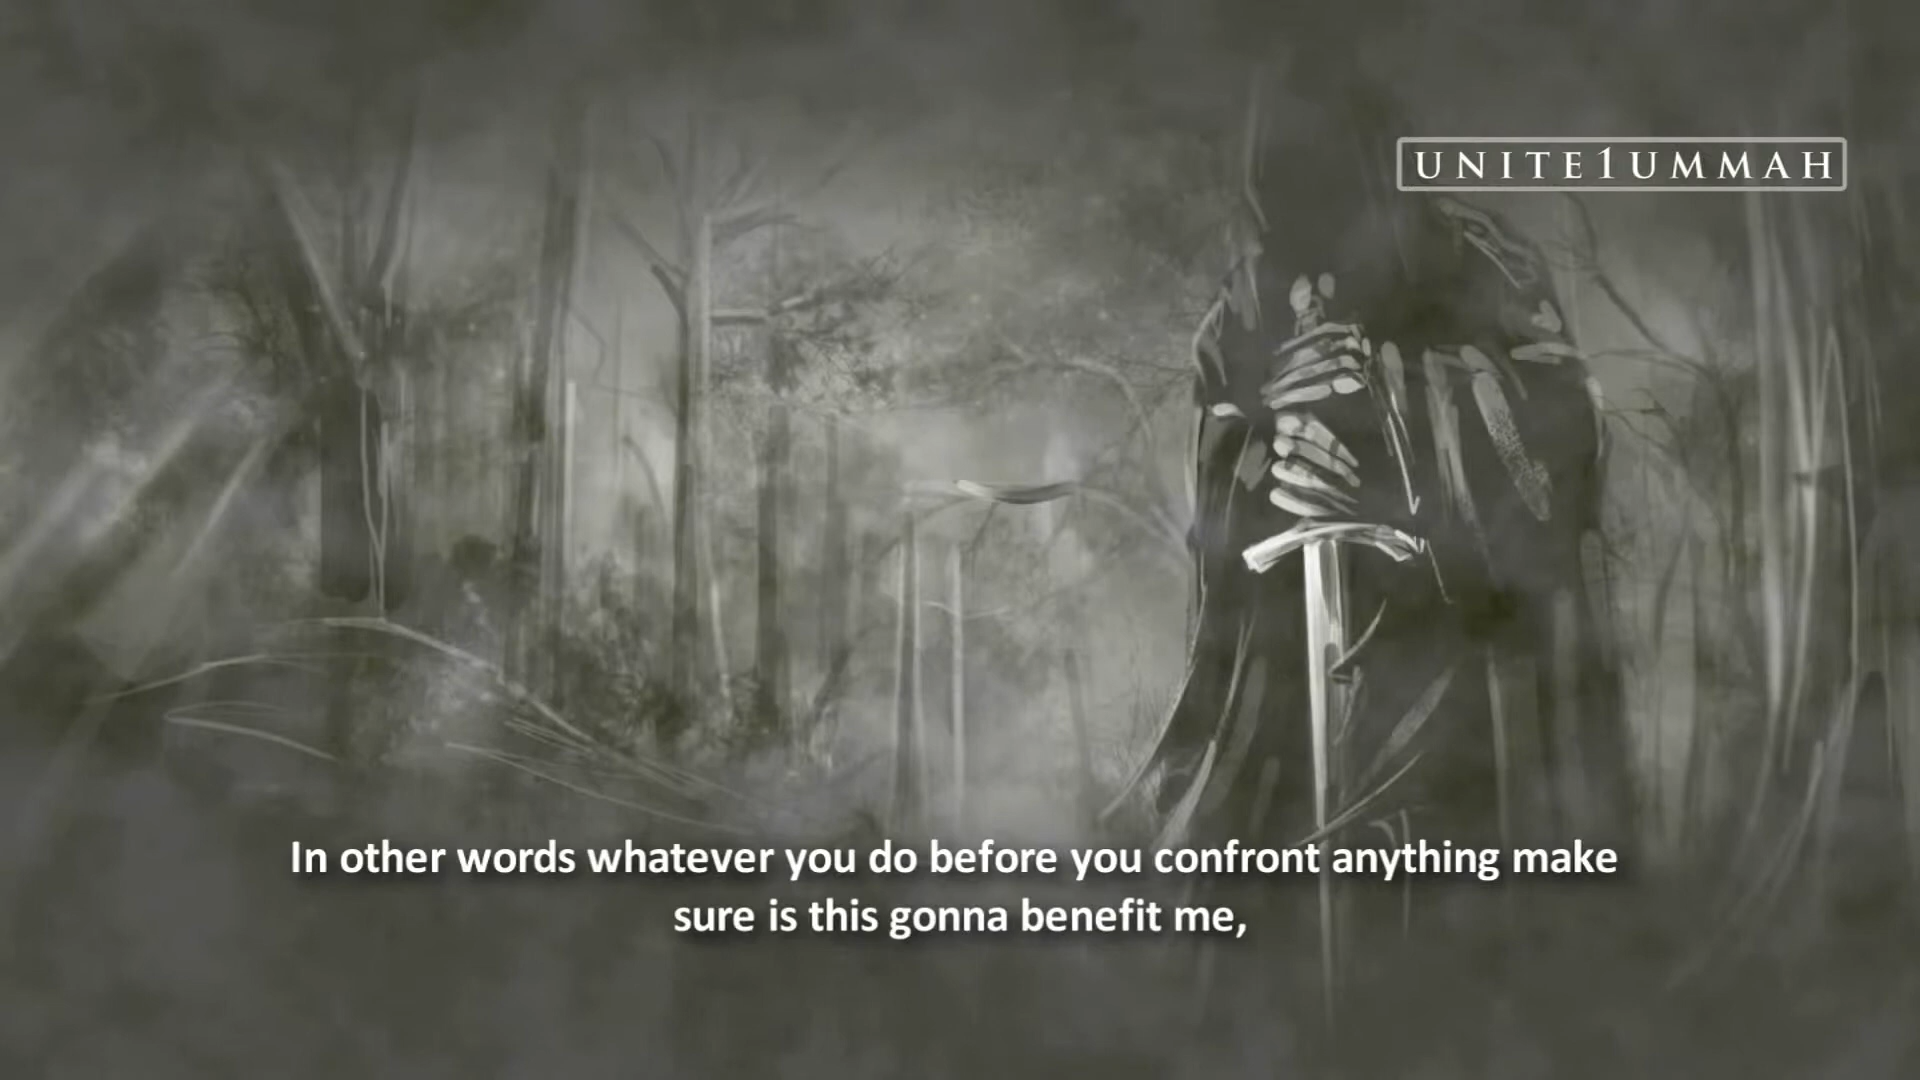 UNITE1UMMAH
In other words whatever you do before you confront anything make
sure is this gonna benefit me,